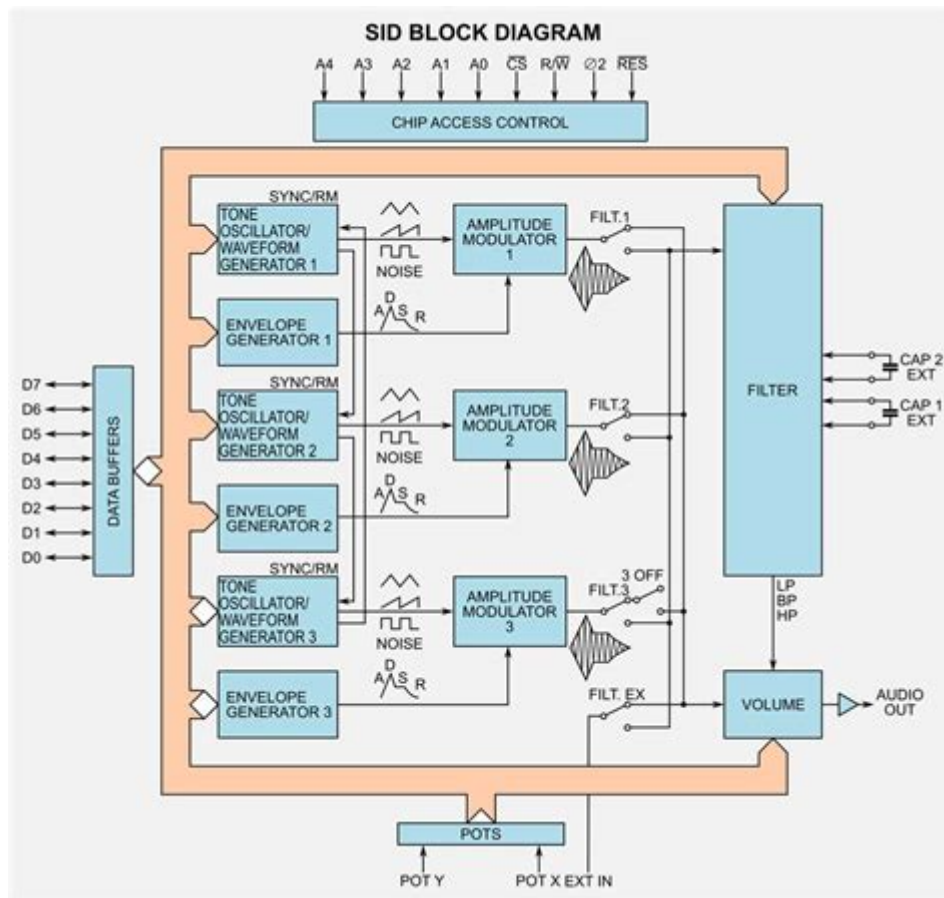 SID BLOCK DIAGRAM
A4 A3 A2 A1 A0 C̅S̅ R/W̅ ∅2 R̅E̅S̅
CHIP ACCESS CONTROL
SYNC/RM
TONE
OSCILLATOR/
WAVEFORM
GENERATOR 1
NOISE
AMPLITUDE
MODULATOR
1
FILT.1
A D S R
ENVELOPE
GENERATOR 1
SYNC/RM
TONE
OSCILLATOR/
WAVEFORM
GENERATOR 2
NOISE
AMPLITUDE
MODULATOR
2
FILT.2
A D S R
ENVELOPE
GENERATOR 2
SYNC/RM
TONE
OSCILLATOR/
WAVEFORM
GENERATOR 3
NOISE
AMPLITUDE
MODULATOR
3
FILT.3
3 OFF
A D S R
ENVELOPE
GENERATOR 3
FILT. EX
D7
D6
D5
D4
D3
D2
D1
D0
DATA BUFFERS
FILTER
CAP 2
EXT
CAP 1
EXT
LP
BP
HP
VOLUME
AUDIO
OUT
POTS
POT Y
POT X
EXT IN